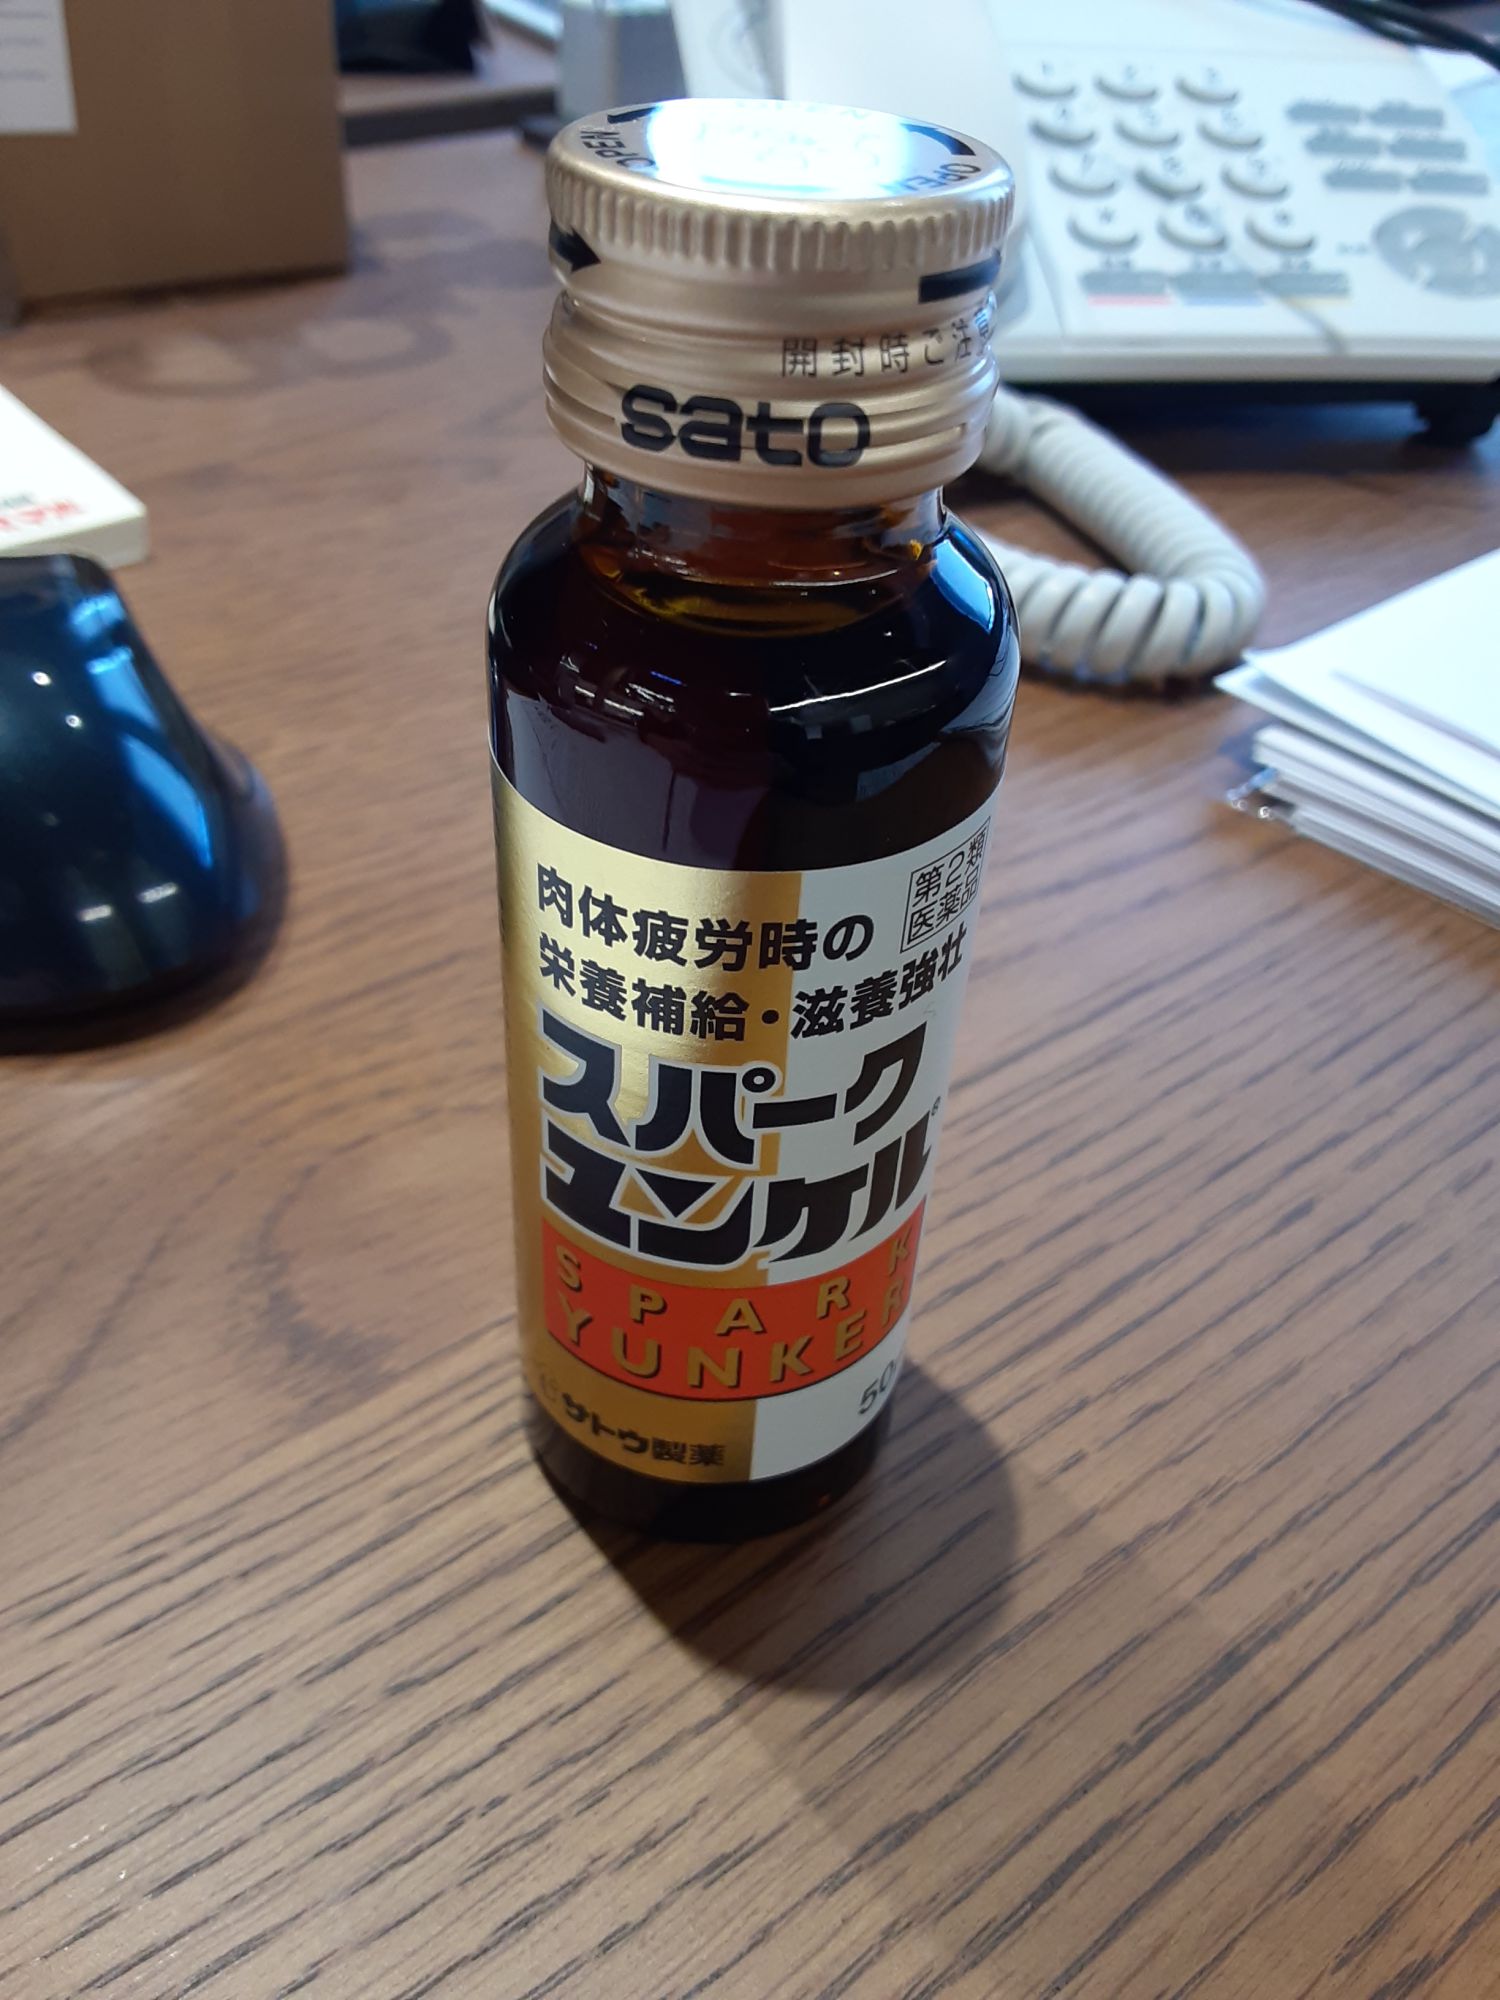 OPEN
OPEN
開封時ご注意
sato
第2類
医薬品
肉体疲労時の
栄養補給・滋養強壮
スパーク
ユンケル®
SPARK
YUNKER
50
サトウ製薬